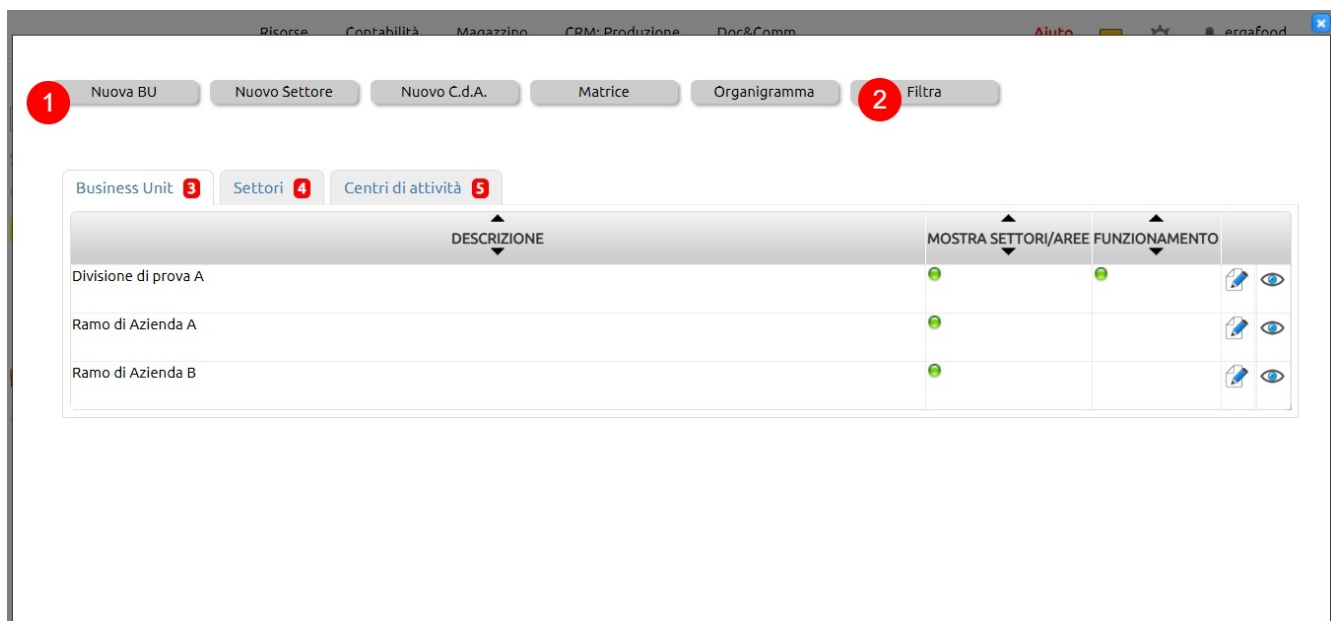 Risorse Contabilità Magazzino CRM: Produzione Doc&Comm Aiuto ergafood
1 Nuova BU Nuovo Settore Nuovo C.d.A. Matrice Organigramma 2 Filtra
Business Unit 3 Settori 4 Centri di attività 5
DESCRIZIONE MOSTRA SETTORI/AREE FUNZIONAMENTO
Divisione di prova A
Ramo di Azienda A
Ramo di Azienda B